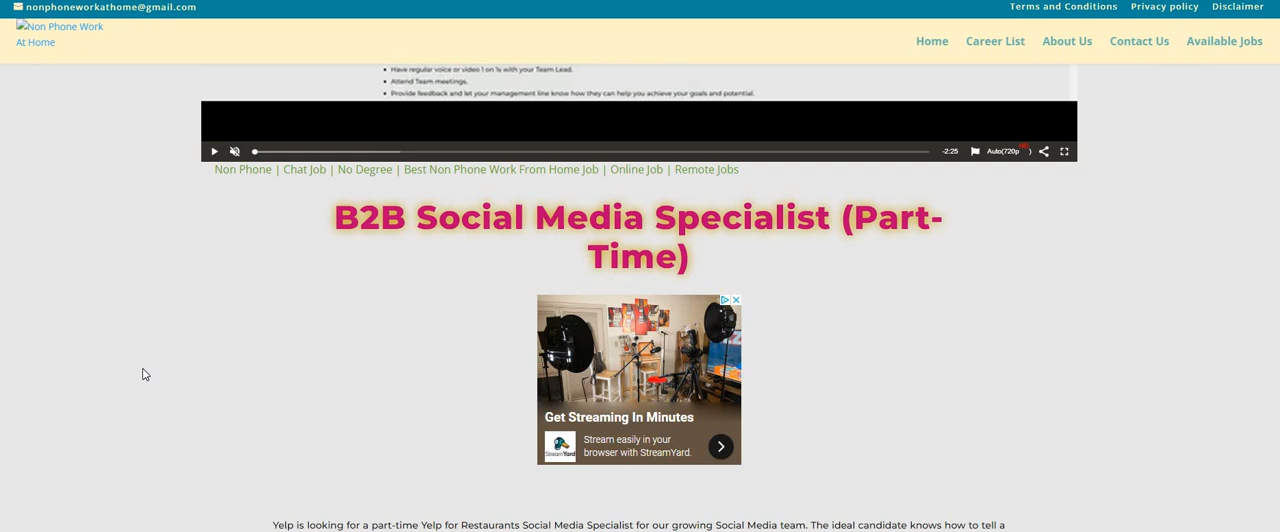 nonphoneworkathome@gmail.com
Terms and Conditions Privacy policy Disclaimer
Non Phone Work
At Home
Home Career List About Us Contact Us Available Jobs
Have regular voice or video 1 on 1s with your Team Lead.
Attend Team meetings.
Provide feedback and let your management line know how they can help you achieve your goals and potential.
-2:25 Auto(720p HD)
Non Phone | Chat Job | No Degree | Best Non Phone Work From Home Job | Online Job | Remote Jobs
B2B Social Media Specialist (Part-
Time)
Get Streaming In Minutes
StreamYard
Stream easily in your
browser with StreamYard.
Yelp is looking for a part-time Yelp for Restaurants Social Media Specialist for our growing Social Media team. The ideal candidate knows how to tell a